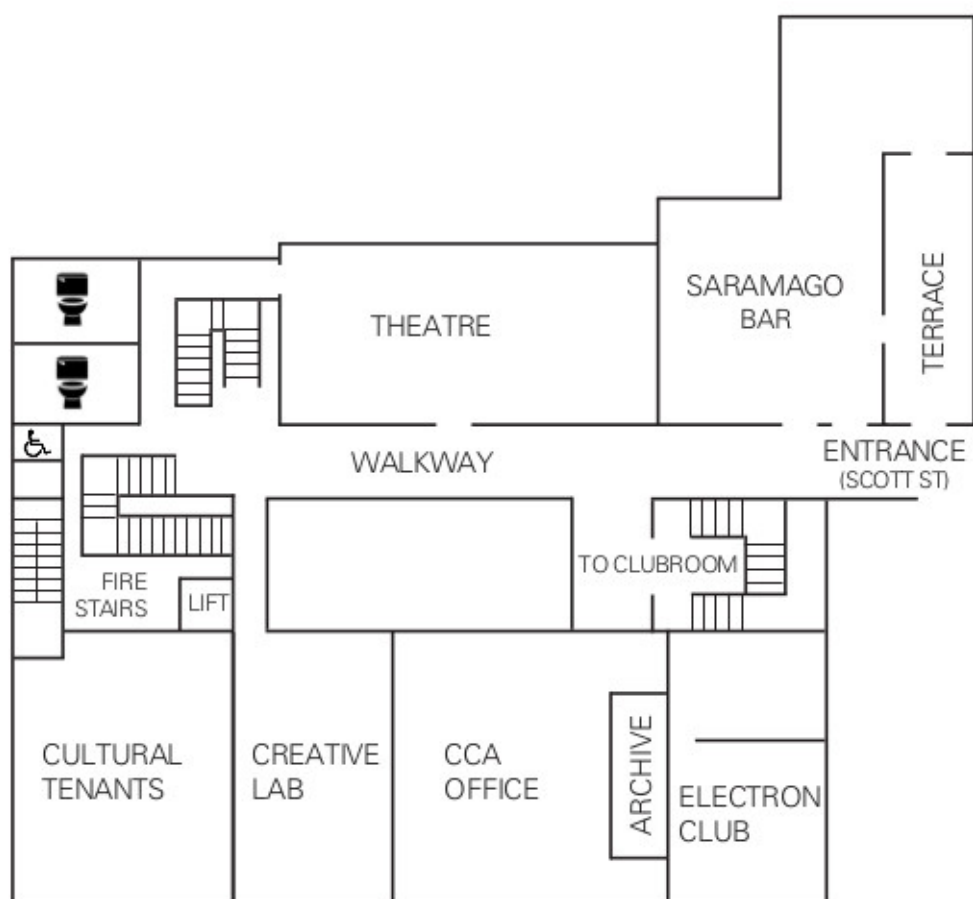 THEATRE
SARAMAGO
BAR
TERRACE
WALKWAY
ENTRANCE
(SCOTT ST)
TO CLUBROOM
FIRE
STAIRS
LIFT
CULTURAL
TENANTS
CREATIVE
LAB
CCA
OFFICE
ARCHIVE
ELECTRON
CLUB